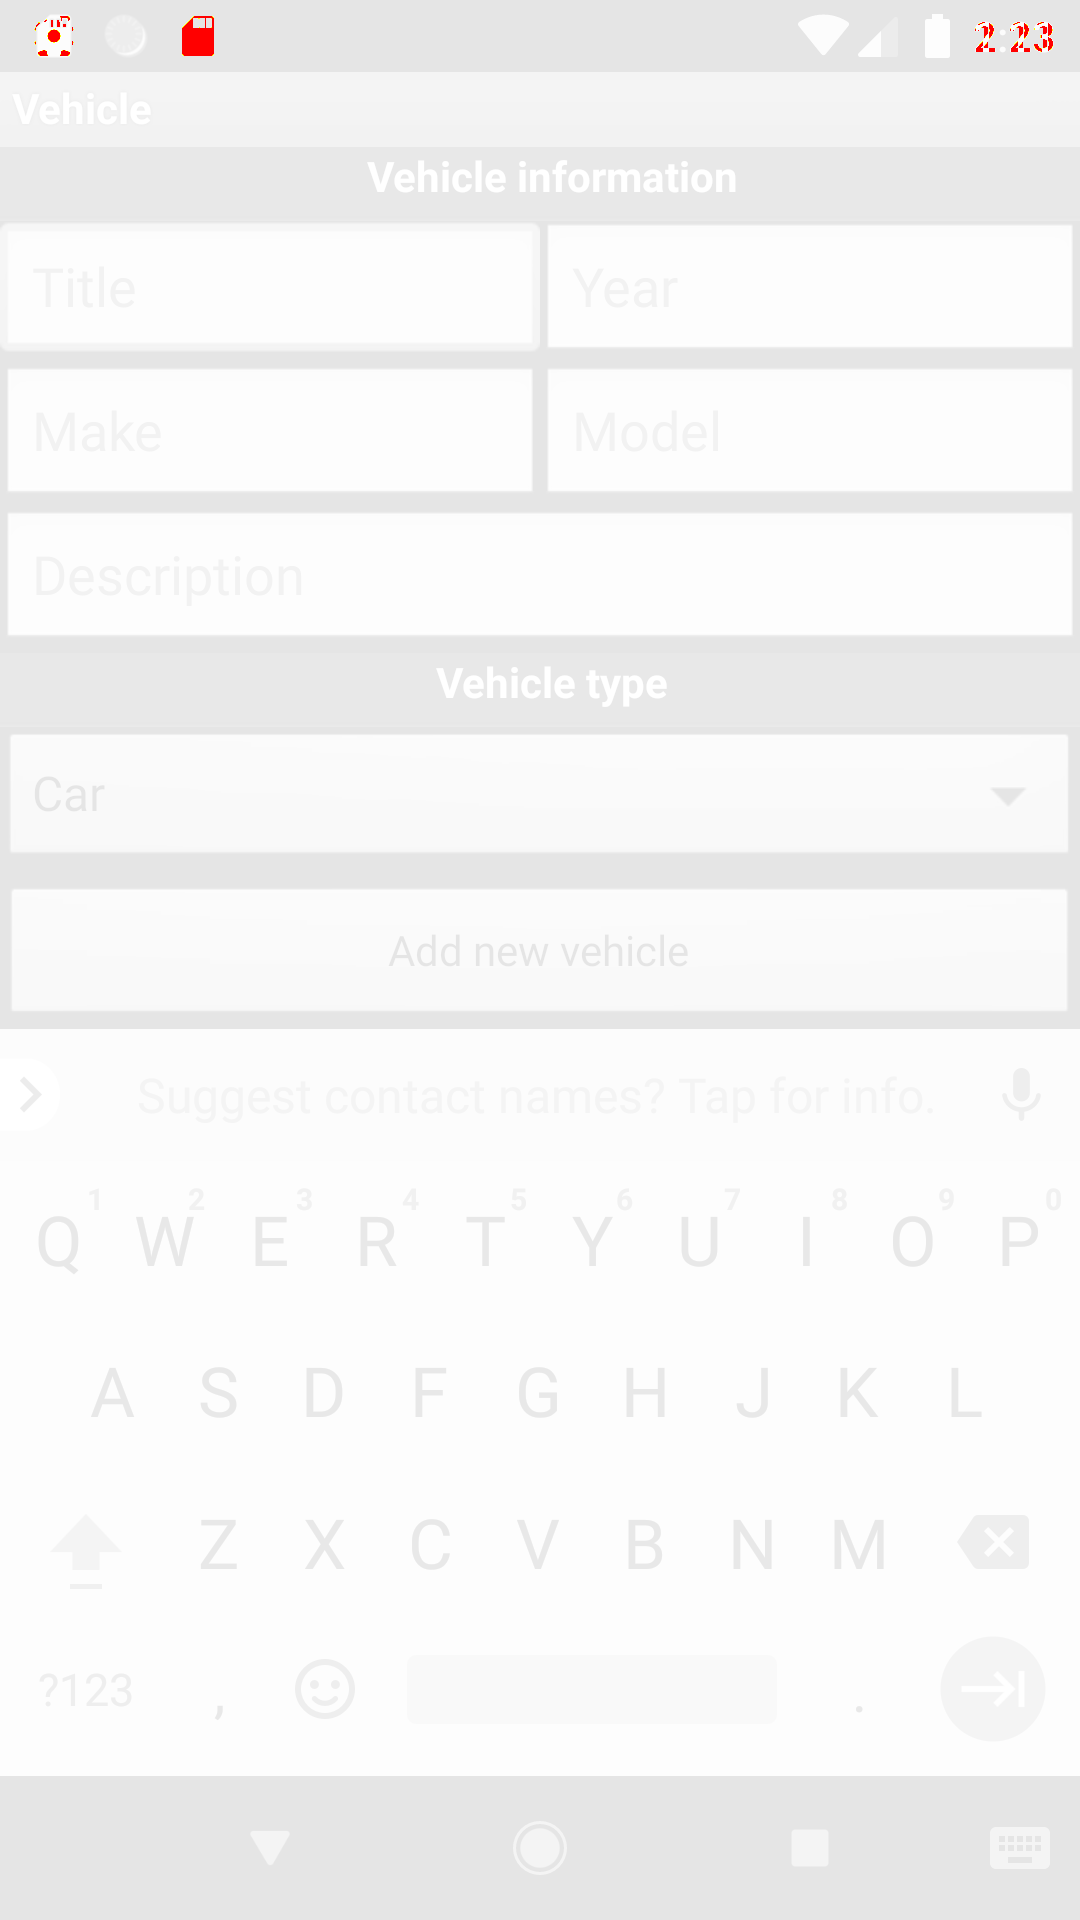 2:23
Vehicle
Vehicle information
Title Year
Make Model
Description
Vehicle type
Car
Add new vehicle
Suggest contact names? Tap for info.
1 2 3 4 5 6 7 8 9 0
Q W E R T Y U I O P
A S D F G H J K L
Z X C V B N M
?123 , .